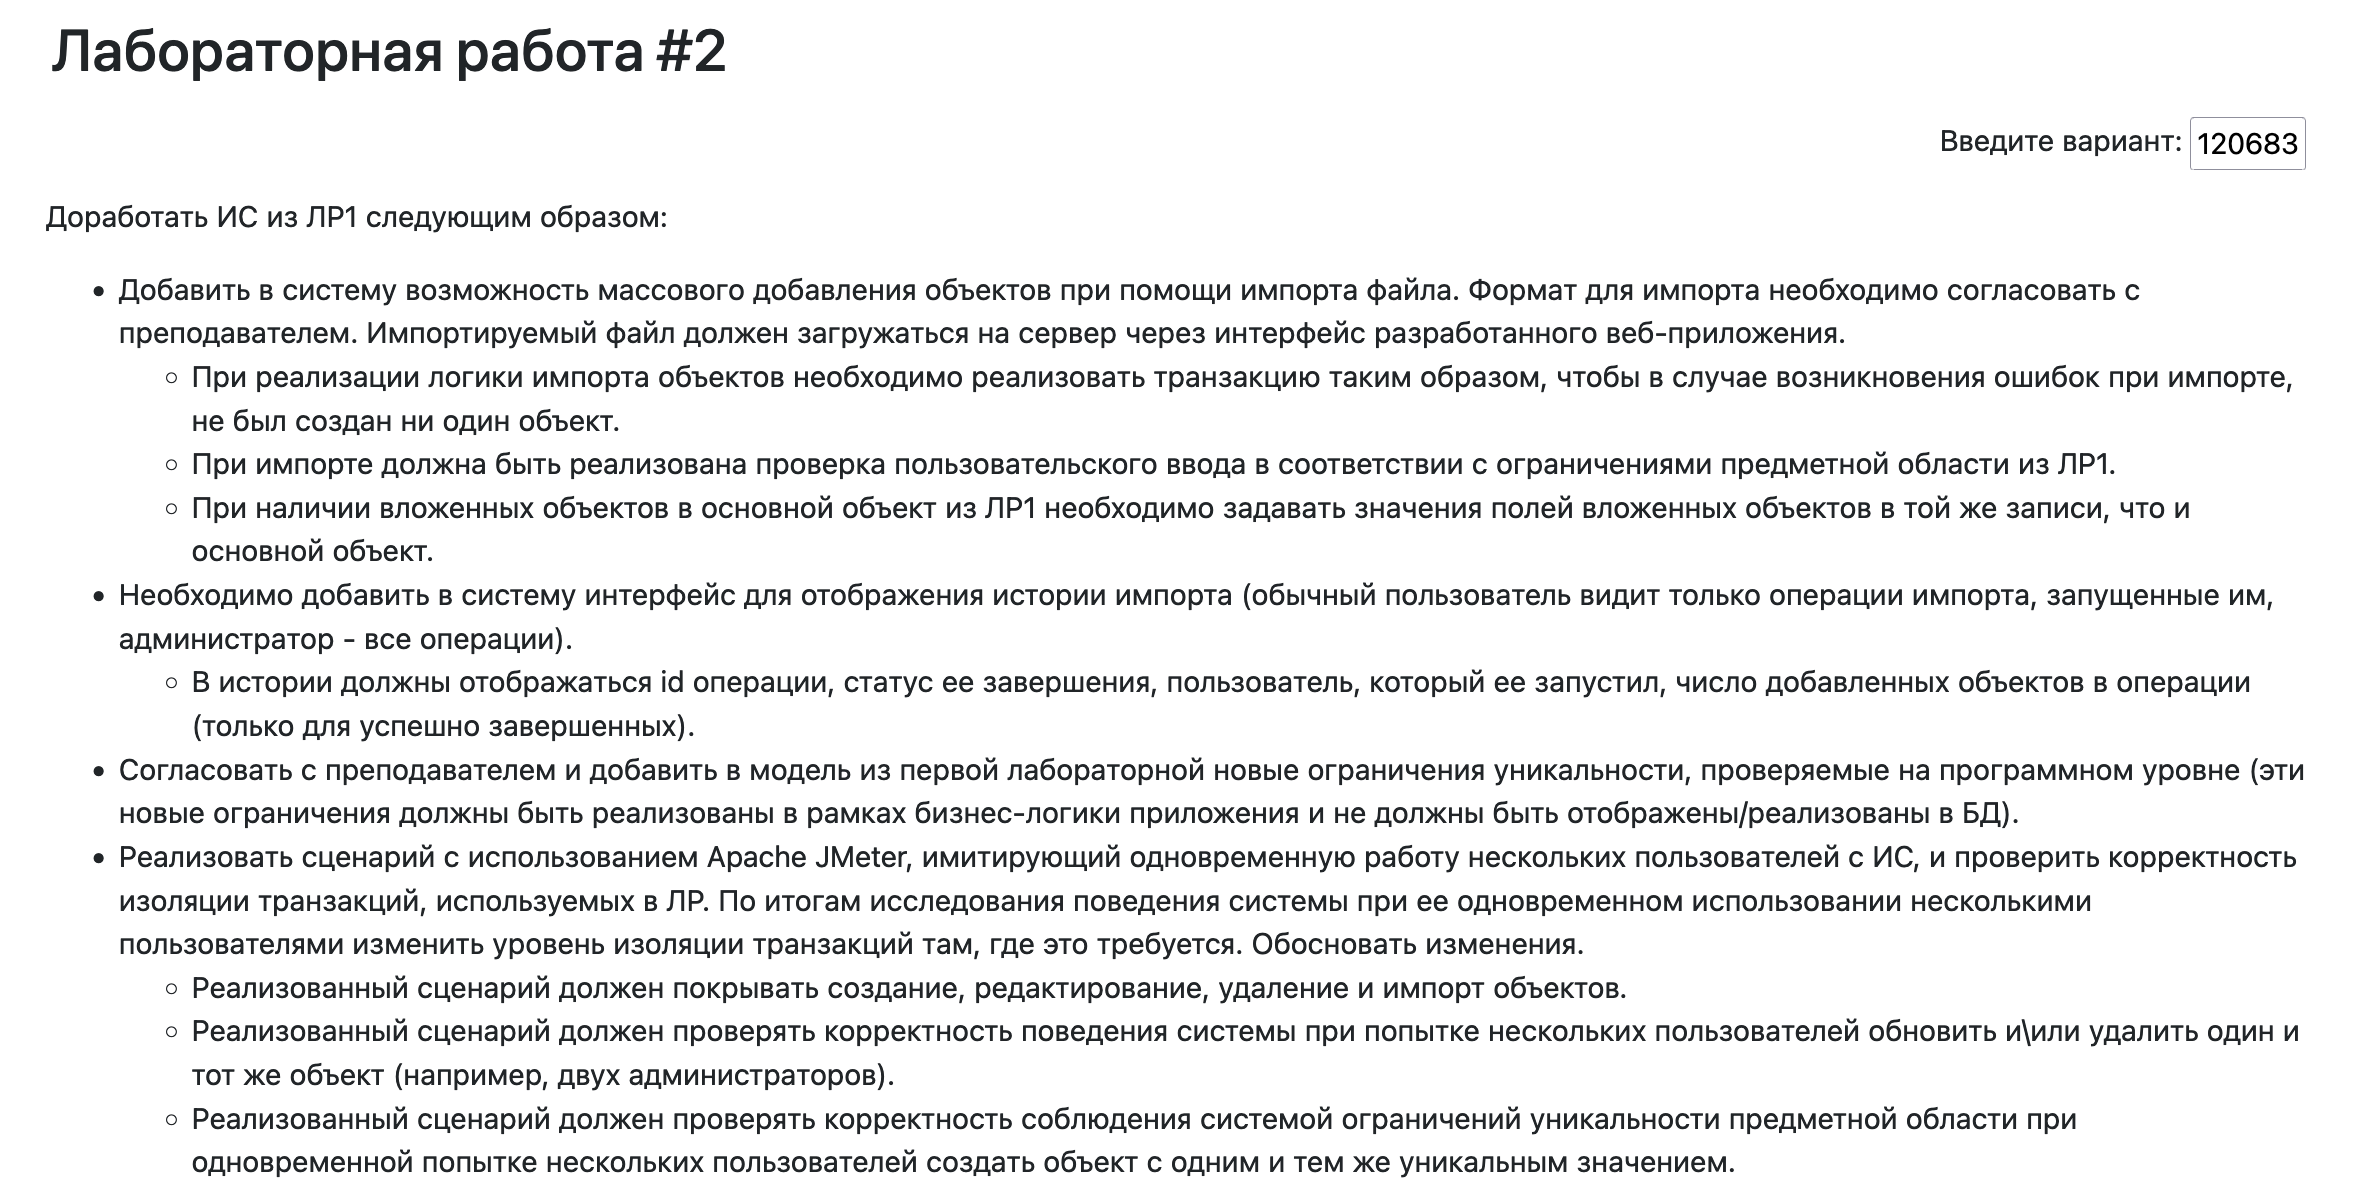 Лабораторная работа #2
Введите вариант: 120683
Доработать ИС из ЛР1 следующим образом:
• Добавить в систему возможность массового добавления объектов при помощи импорта файла. Формат для импорта необходимо согласовать с
преподавателем. Импортируемый файл должен загружаться на сервер через интерфейс разработанного веб-приложения.
◦ При реализации логики импорта объектов необходимо реализовать транзакцию таким образом, чтобы в случае возникновения ошибок при импорте,
не был создан ни один объект.
◦ При импорте должна быть реализована проверка пользовательского ввода в соответствии с ограничениями предметной области из ЛР1.
◦ При наличии вложенных объектов в основной объект из ЛР1 необходимо задавать значения полей вложенных объектов в той же записи, что и
основной объект.
• Необходимо добавить в систему интерфейс для отображения истории импорта (обычный пользователь видит только операции импорта, запущенные им,
администратор - все операции).
◦ В истории должны отображаться id операции, статус ее завершения, пользователь, который ее запустил, число добавленных объектов в операции
(только для успешно завершенных).
• Согласовать с преподавателем и добавить в модель из первой лабораторной новые ограничения уникальности, проверяемые на программном уровне (эти
новые ограничения должны быть реализованы в рамках бизнес-логики приложения и не должны быть отображены/реализованы в БД).
• Реализовать сценарий с использованием Apache JMeter, имитирующий одновременную работу нескольких пользователей с ИС, и проверить корректность
изоляции транзакций, используемых в ЛР. По итогам исследования поведения системы при ее одновременном использовании несколькими
пользователями изменить уровень изоляции транзакций там, где это требуется. Обосновать изменения.
◦ Реализованный сценарий должен покрывать создание, редактирование, удаление и импорт объектов.
◦ Реализованный сценарий должен проверять корректность поведения системы при попытке нескольких пользователей обновить и\или удалить один и
тот же объект (например, двух администраторов).
◦ Реализованный сценарий должен проверять корректность соблюдения системой ограничений уникальности предметной области при
одновременной попытке нескольких пользователей создать объект с одним и тем же уникальным значением.